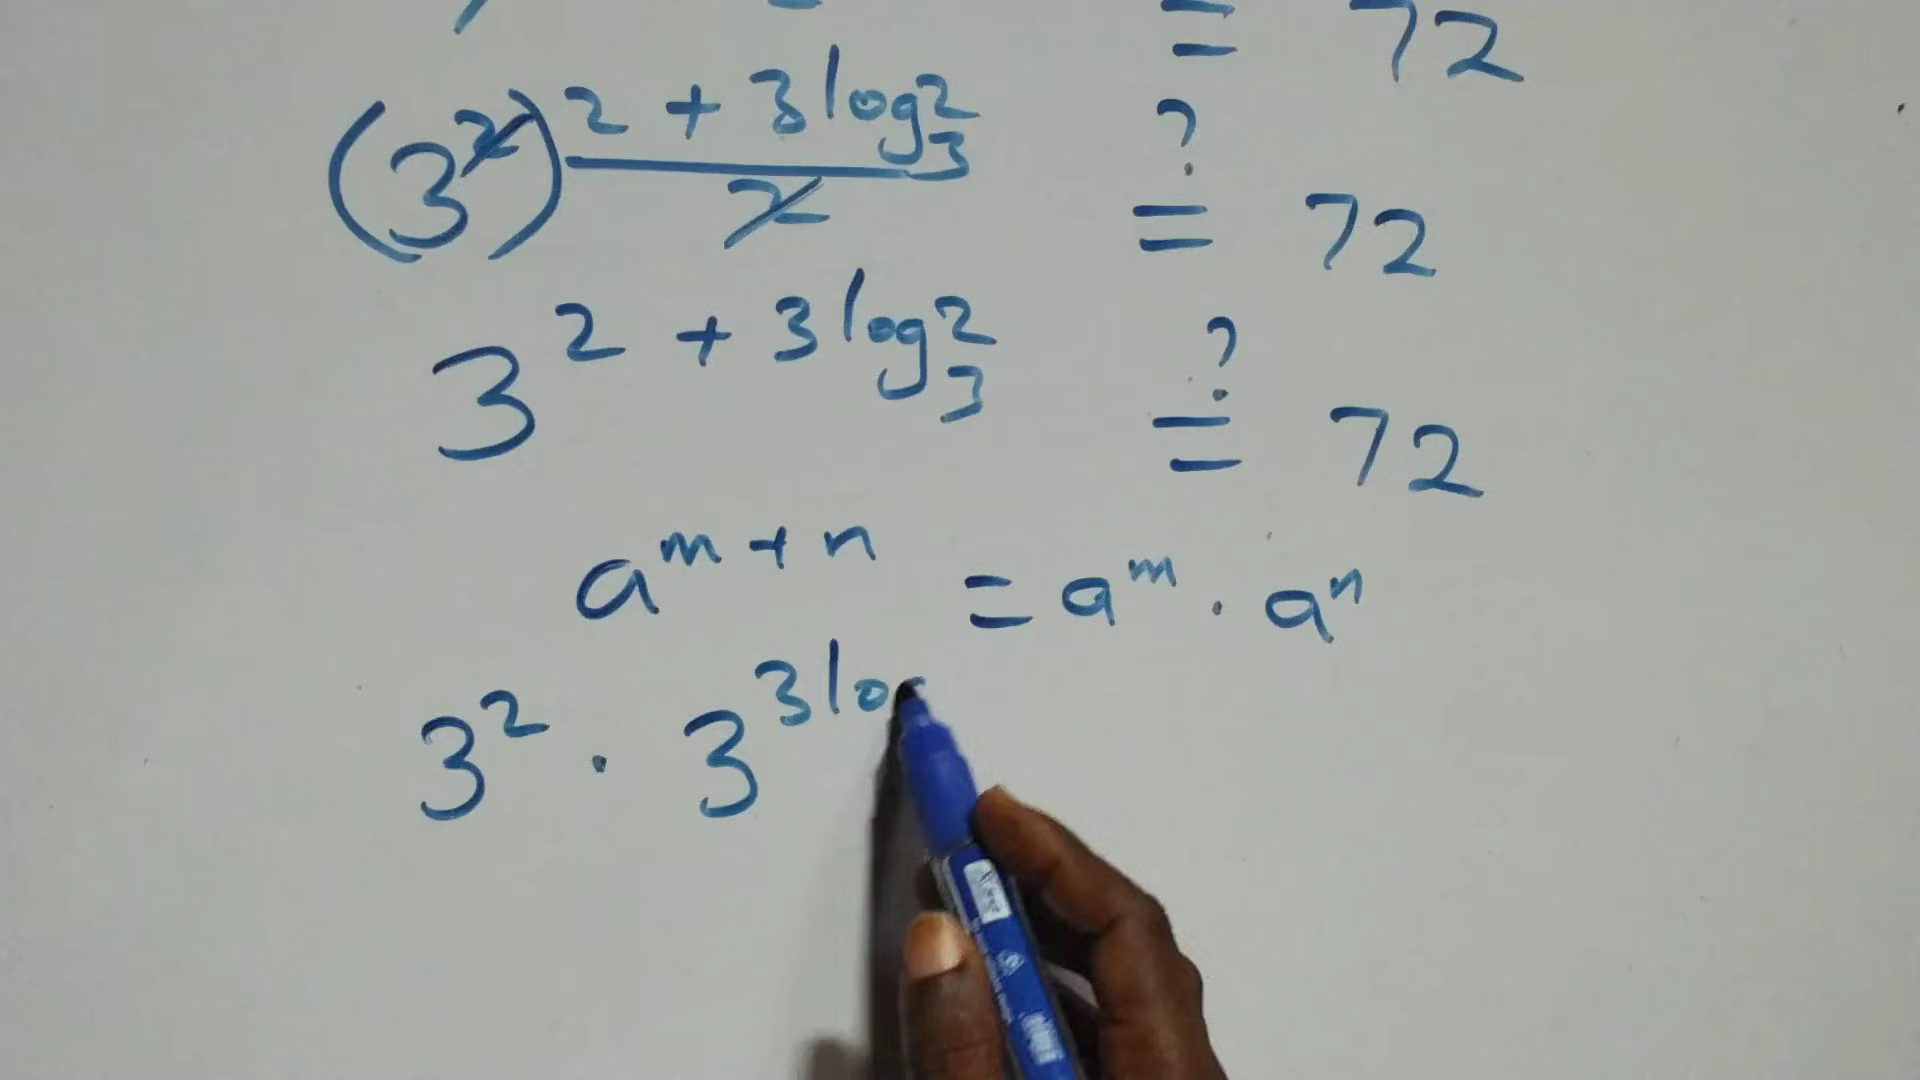 = 72
(3²)^(2 + 3log₃2)/2 ?= 72
3^(2 + 3log₃2) ?= 72
a^(m + n) = a^m · a^n
3² · 3^(3lo